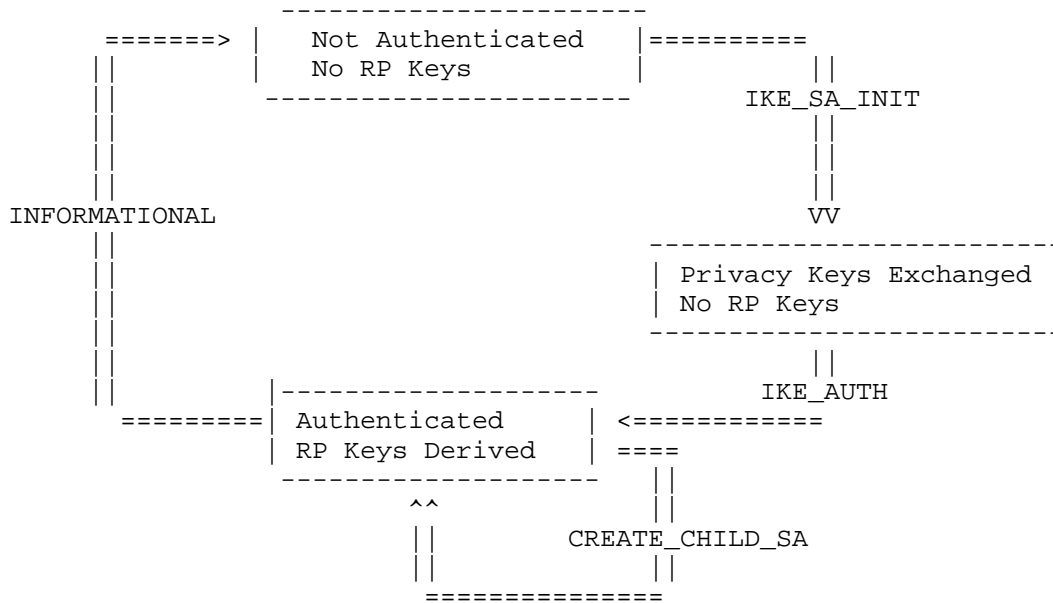 Not Authenticated
No RP Keys
IKE_SA_INIT
INFORMATIONAL
VV
Privacy Keys Exchanged
No RP Keys
IKE_AUTH
Authenticated
RP Keys Derived
^^
CREATE_CHILD_SA